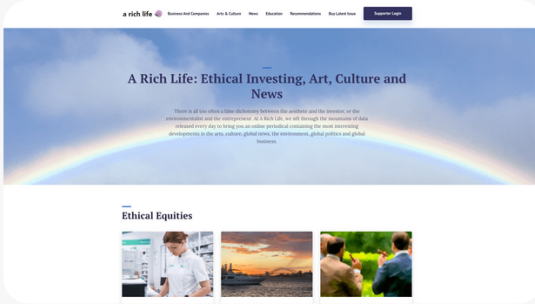 a rich life
Business And Companies Arts & Culture News Education Recommendations Buy Latest Issue Supporter Login
A Rich Life: Ethical Investing, Art, Culture and
News
There is all too often a false dichotomy between the aesthetic and the investor, or the
environmentalist and the entrepreneur. At A Rich Life, we sift through the mountains of data
released every day to bring you an online periodical containing the most interesting
developments in the arts, culture, global news, the environment, global politics and global
business.
Ethical Equities